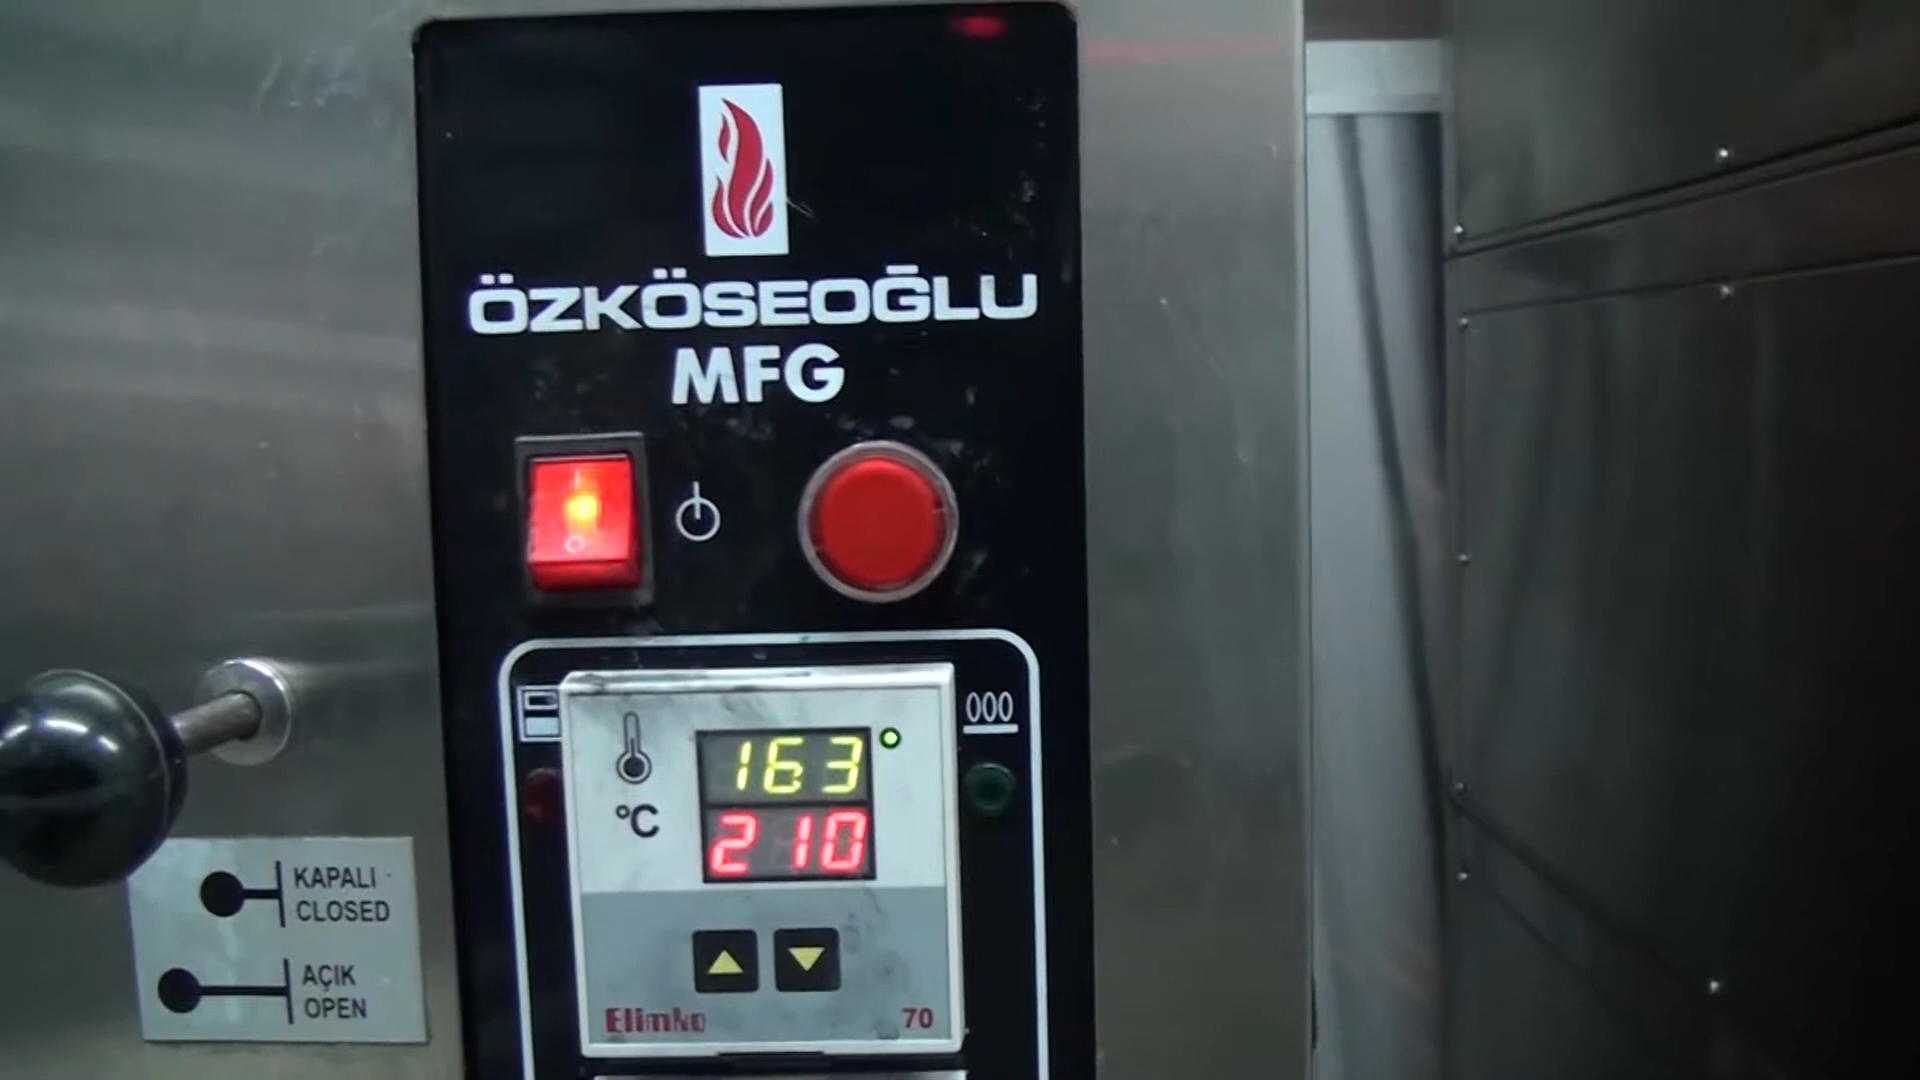 ÖZKÖSEOĞLU
MFG
163
°C
210
KAPALI
CLOSED
AÇIK
OPEN
Elimko
70